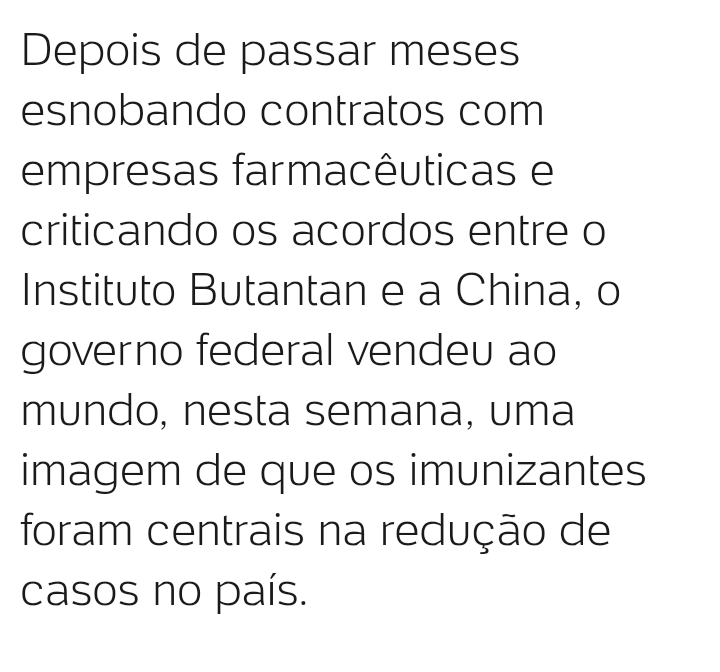 Depois de passar meses
esnobando contratos com
empresas farmacêuticas e
criticando os acordos entre o
Instituto Butantan e a China, o
governo federal vendeu ao
mundo, nesta semana, uma
imagem de que os imunizantes
foram centrais na redução de
casos no país.